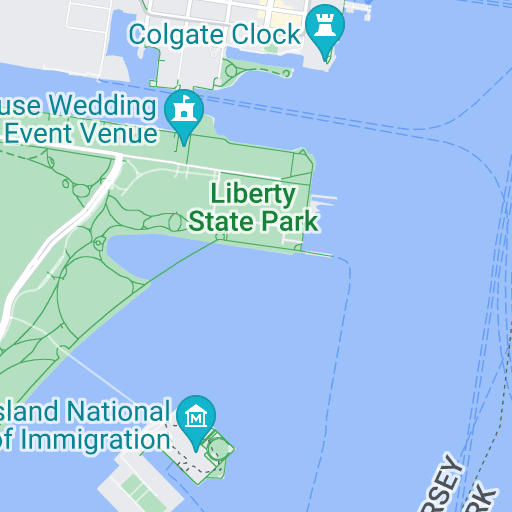 Colgate Clock
use Wedding
Event Venue
Liberty
State Park
sland National
of Immigration
RSEY
RK